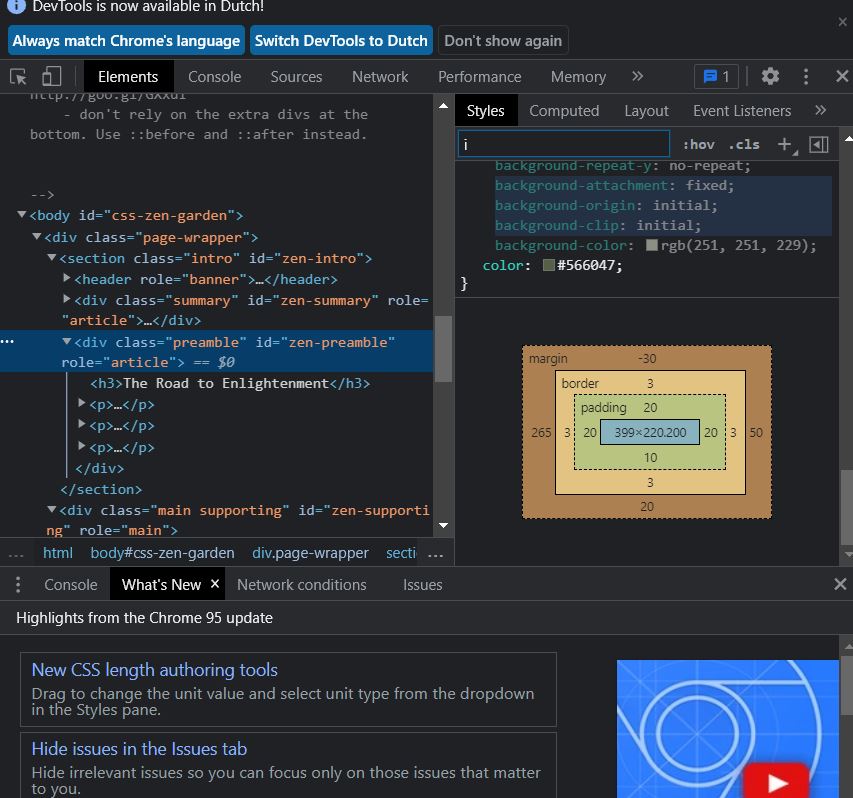 DevTools is now available in Dutch!
Always match Chrome's language Switch DevTools to Dutch Don't show again
Elements Console Sources Network Performance Memory » 1
http://goo.gl/GXxdI
- don't rely on the extra divs at the
bottom. Use ::before and ::after instead.
-->
<body id="css-zen-garden">
<div class="page-wrapper">
<section class="intro" id="zen-intro">
<header role="banner">…</header>
<div class="summary" id="zen-summary" role=
"article">…</div>
<div class="preamble" id="zen-preamble"
role="article"> == $0
<h3>The Road to Enlightenment</h3>
<p>…</p>
<p>…</p>
<p>…</p>
</div>
</section>
<div class="main supporting" id="zen-supporti
ng" role="main">
... html body#css-zen-garden div.page-wrapper secti ...
Styles Computed Layout Event Listeners »
i :hov .cls +
background-repeat-y: no-repeat;
background-attachment: fixed;
background-origin: initial;
background-clip: initial;
background-color: rgb(251, 251, 229);
color: #566047;
}
margin -30
border 3
padding 20
265 3 20 399×220.200 20 3 50
10
3
20
Console What's New × Network conditions Issues
Highlights from the Chrome 95 update
New CSS length authoring tools
Drag to change the unit value and select unit type from the dropdown
in the Styles pane.
Hide issues in the Issues tab
Hide irrelevant issues so you can focus only on those issues that matter
to you.